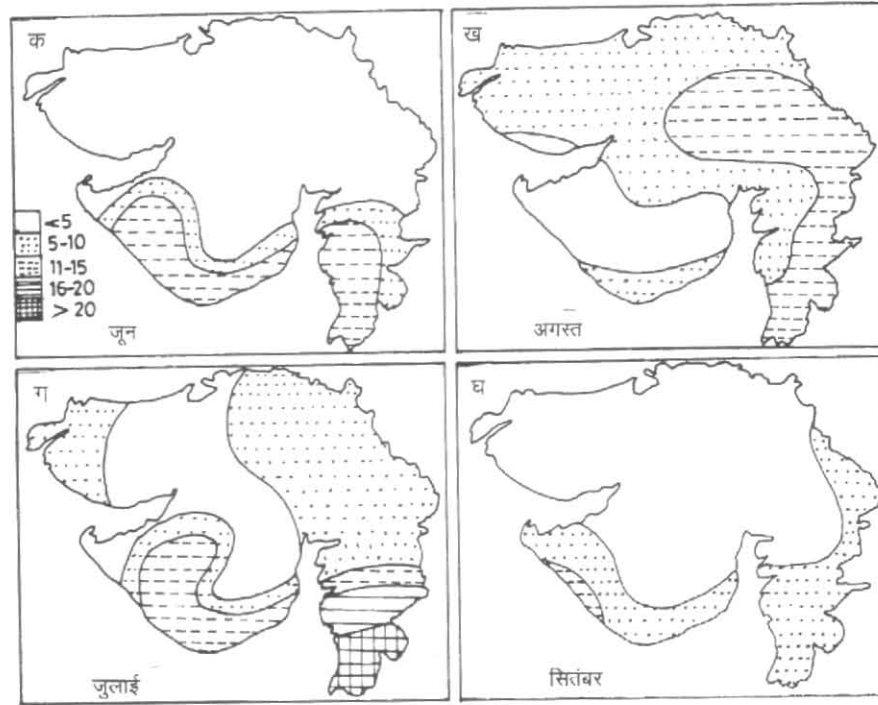 क
<5
5-10
11-15
16-20
> 20
जून
ख
अगस्त
ग
जुलाई
घ
सितंबर